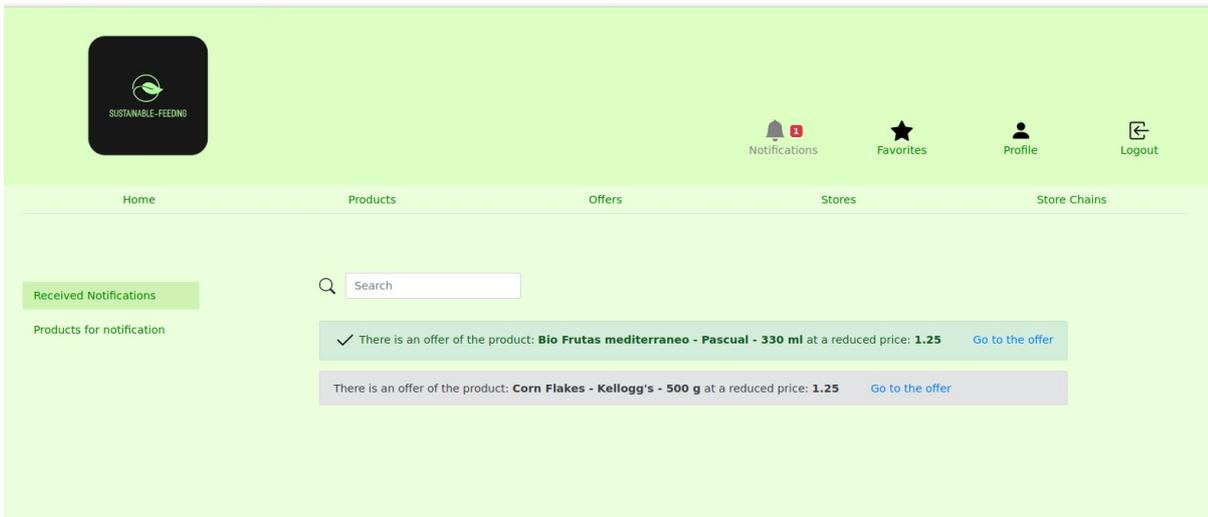 SUSTAINABLE-FEEDING
1
Notifications Favorites Profile Logout
Home Products Offers Stores Store Chains
Search
Received Notifications
Products for notification
There is an offer of the product: Bio Frutas mediterraneo - Pascual - 330 ml at a reduced price: 1.25 Go to the offer
There is an offer of the product: Corn Flakes - Kellogg's - 500 g at a reduced price: 1.25 Go to the offer